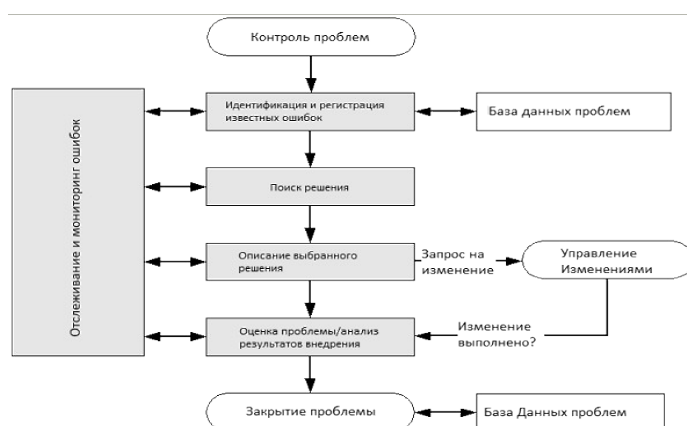 Контроль проблем
Идентификация и регистрация
известных ошибок
База данных проблем
Отслеживание и мониторинг ошибок
Поиск решения
Описание выбранного
решения
Запрос на
изменение
Управление
Изменениями
Оценка проблемы/анализ
результатов внедрения
Изменение
выполнено?
Закрытие проблемы
База Данных проблем